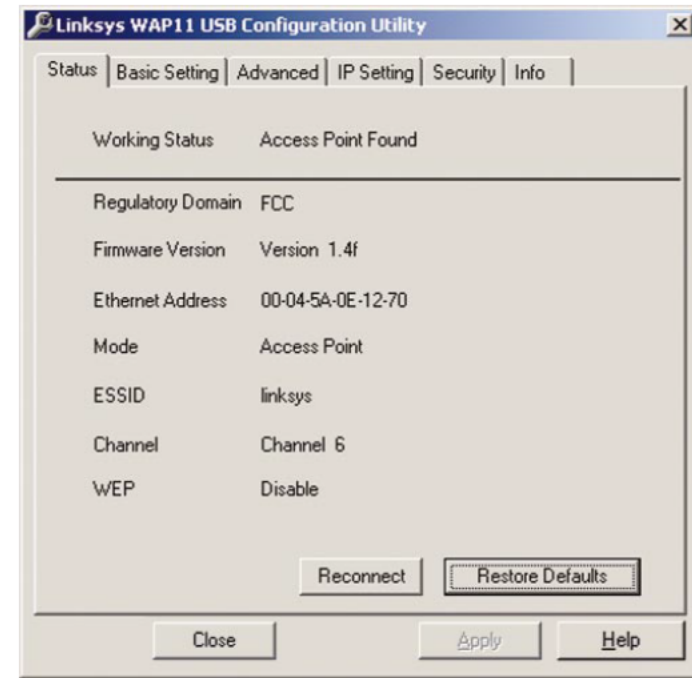 Linksys WAP11 USB Configuration Utility
Status Basic Setting Advanced IP Setting Security Info
Working Status Access Point Found
Regulatory Domain FCC
Firmware Version Version 1.4f
Ethernet Address 00-04-5A-0E-12-70
Mode Access Point
ESSID linksys
Channel Channel 6
WEP Disable
Reconnect Restore Defaults
Close Apply Help